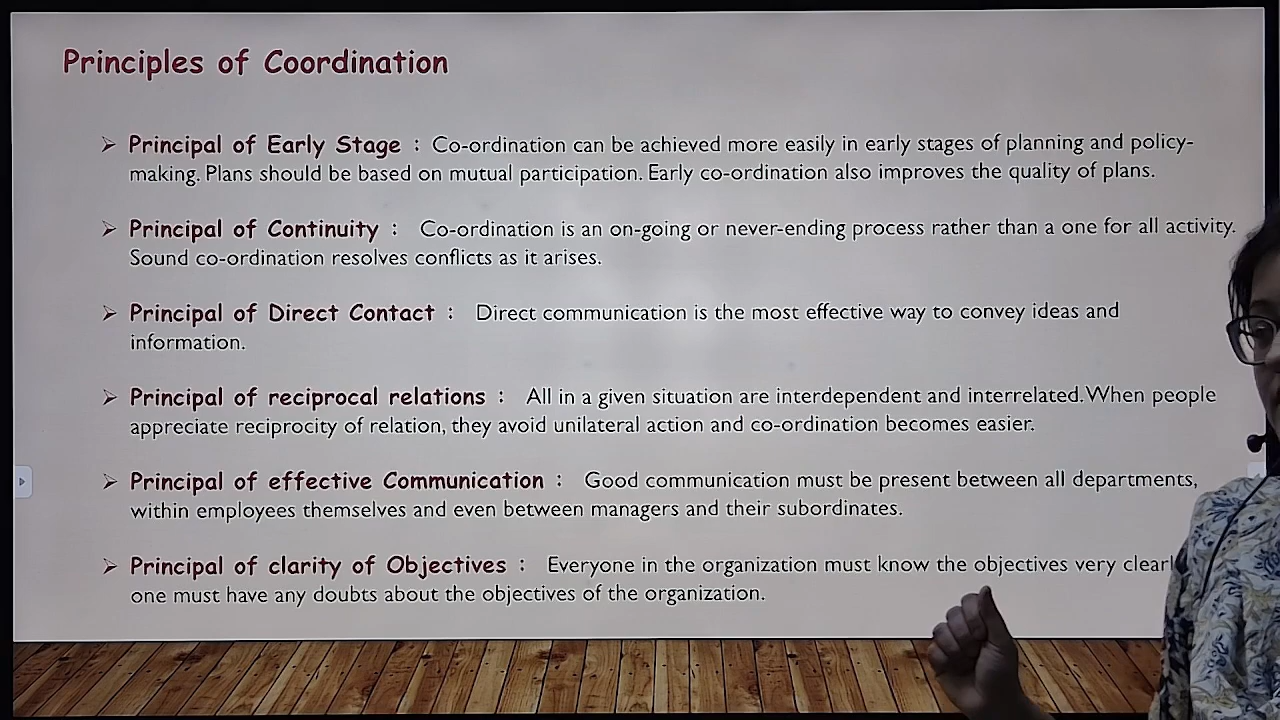 Principles of Coordination
➢ Principal of Early Stage : Co-ordination can be achieved more easily in early stages of planning and policy-
making. Plans should be based on mutual participation. Early co-ordination also improves the quality of plans.
➢ Principal of Continuity : Co-ordination is an on-going or never-ending process rather than a one for all activity.
Sound co-ordination resolves conflicts as it arises.
➢ Principal of Direct Contact : Direct communication is the most effective way to convey ideas and
information.
➢ Principal of reciprocal relations : All in a given situation are interdependent and interrelated. When people
appreciate reciprocity of relation, they avoid unilateral action and co-ordination becomes easier.
➢ Principal of effective Communication : Good communication must be present between all departments,
within employees themselves and even between managers and their subordinates.
➢ Principal of clarity of Objectives : Everyone in the organization must know the objectives very
one must have any doubts about the objectives of the organization.